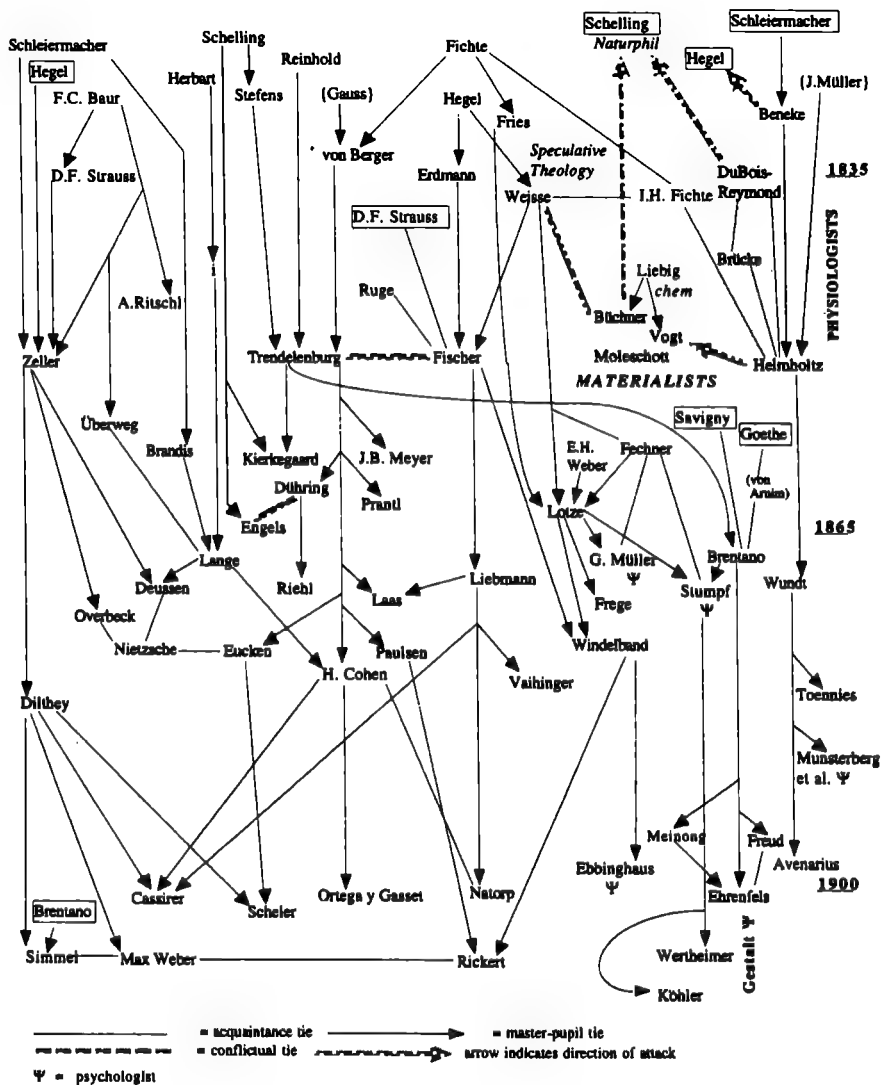 Schleiermacher
Schelling
Reinhold
Fichte
Schelling
Naturphil
Schleiermacher
Hegel
Herbart
Stefens
{Gauss}
Hegel
Fries
Hegel
{J.Müller}
F.C. Baur
Beneke
von Berger
Speculative
Theology
1835
D.F. Strauss
Erdmann
DuBois-
Reymond
Weisse
I.H. Fichte
D.F. Strauss
Brücke
PHYSIOLOGISTS
i
Liebig
chem
A.Ritschl
Ruge
Büchner
Vogt
Zeller
Trendelenburg
Fischer
Moleschott
Helmholtz
MATERIALISTS
Überweg
Savigny
Goethe
Brandis
Kierkegaard
J.B. Meyer
E.H.
Weber
Fechner
Dühring
Prantl
(von
Arnim)
Engels
Lotze
1865
Lange
G. Müller
Ψ
Brentano
Deussen
Riehl
Laas
Liebmann
Frege
Stumpf
Ψ
Wundt
Overbeck
Nietzsche
Eucken
Paulsen
Windelband
H. Cohen
Vaihinger
Toennies
Dilthey
Munsterberg
et al. Ψ
Meinong
Freud
Ebbinghaus
Ψ
Avenarius
Cassirer
Scheler
Ortega y Gasset
Natorp
Ehrenfels
1900
Brentano
Gestalt Ψ
Simmel
Max Weber
Rickert
Wertheimer
Köhler
= acquaintance tie
= master-pupil tie
= conflictual tie
arrow indicates direction of attack
Ψ = psychologist